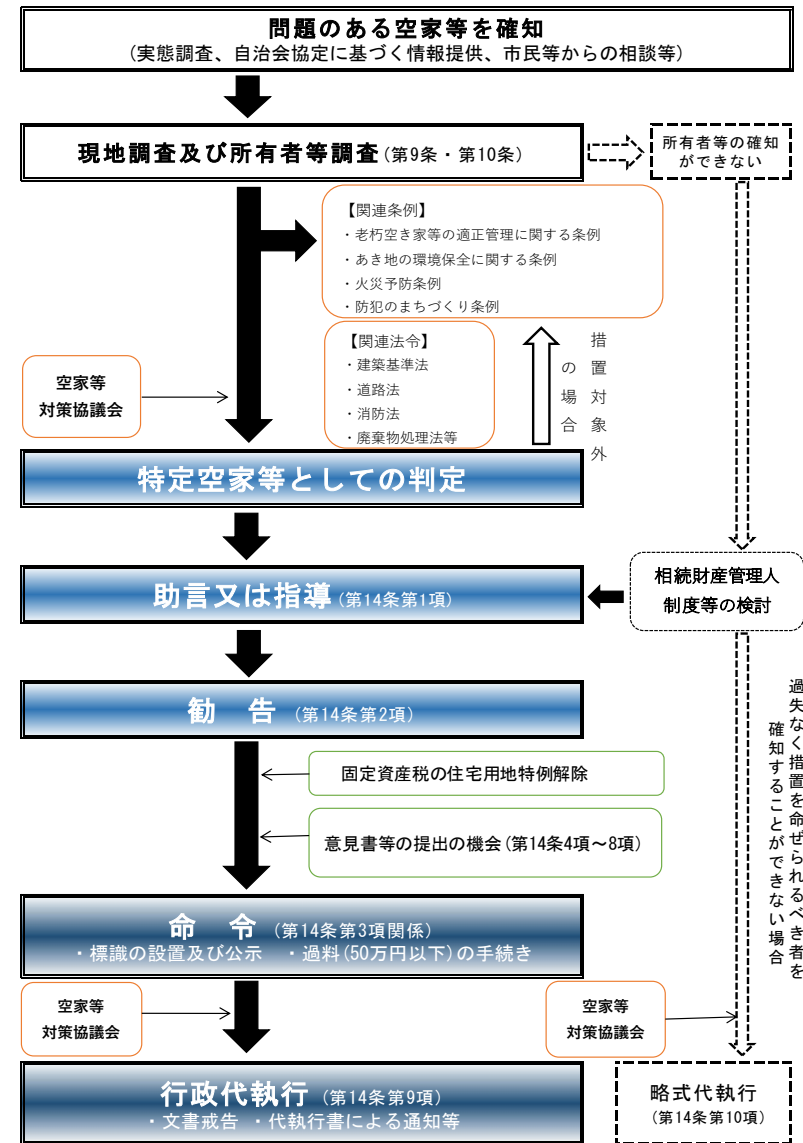 問題のある空家等を確知
(実態調査、自治会協定に基づく情報提供、市民等からの相談等)
現地調査及び所有者等調査(第9条・第10条)
所有者等の確知
ができない
【関連条例】
・老朽空き家等の適正管理に関する条例
・あき地の環境保全に関する条例
・火災予防条例
・防犯のまちづくり条例
【関連法令】
・建築基準法
・道路法
・消防法
・廃棄物処理法等
措置対象外
の場合
空家等
対策協議会
特定空家等としての判定
助言又は指導(第14条第1項)
相続財産管理人
制度等の検討
勧 告 (第14条第2項)
過失なく措置を命ぜられるべき者を
確知することができない場合
固定資産税の住宅用地特例解除
意見書等の提出の機会(第14条4項～8項)
命 令 (第14条第3項関係)
・標識の設置及び公示 ・過料(50万円以下)の手続き
空家等
対策協議会
空家等
対策協議会
行政代執行 (第14条第9項)
・文書戒告 ・代執行書による通知等
略式代執行
(第14条第10項)